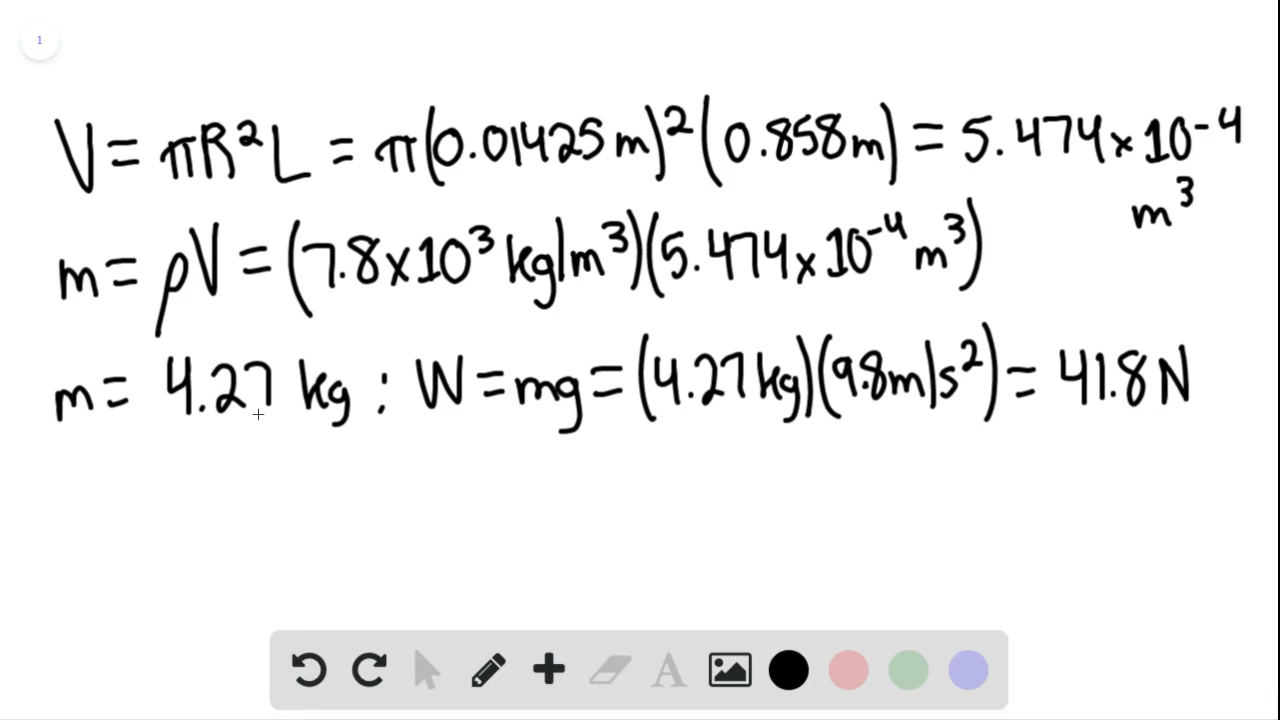 1
V = πR²L = π(0.01425 m)²(0.858 m) = 5.474 x 10⁻⁴
m³
m = ρV = (7.8 x 10³ kg/m³)(5.474 x 10⁻⁴ m³)
m = 4.27 kg : W = mg = (4.27 kg)(9.8 m/s²) = 41.8 N
A